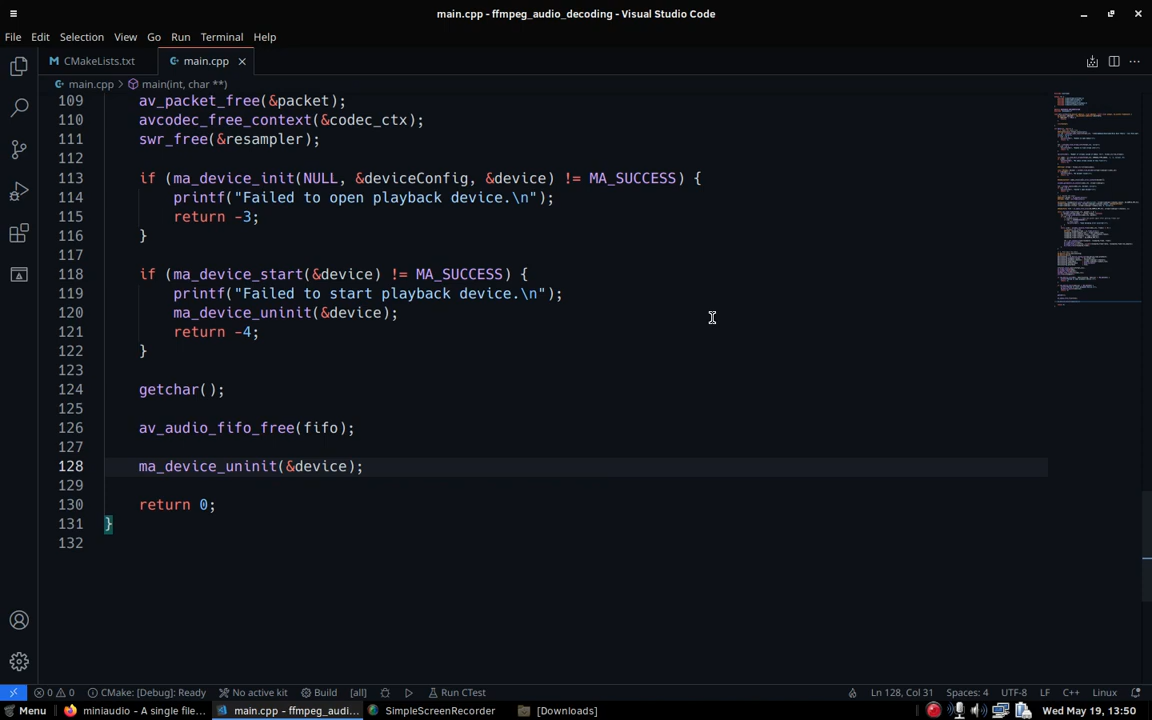 main.cpp - ffmpeg_audio_decoding - Visual Studio Code
File Edit Selection View Go Run Terminal Help
CMakeLists.txt main.cpp
main.cpp > main(int, char **)
109 av_packet_free(&packet);
110 avcodec_free_context(&codec_ctx);
111 swr_free(&resampler);
112
113 if (ma_device_init(NULL, &deviceConfig, &device) != MA_SUCCESS) {
114 printf("Failed to open playback device.\n");
115 return -3;
116 }
117
118 if (ma_device_start(&device) != MA_SUCCESS) {
119 printf("Failed to start playback device.\n");
120 ma_device_uninit(&device);
121 return -4;
122 }
123
124 getchar();
125
126 av_audio_fifo_free(fifo);
127
128 ma_device_uninit(&device);
129
130 return 0;
131 }
132
0 0 CMake: [Debug]: Ready No active kit Build [all] Run CTest Ln 128, Col 31 Spaces: 4 UTF-8 LF C++ Linux
Menu miniaudio - A single file... main.cpp - ffmpeg_audi... SimpleScreenRecorder [Downloads] Wed May 19, 13:50